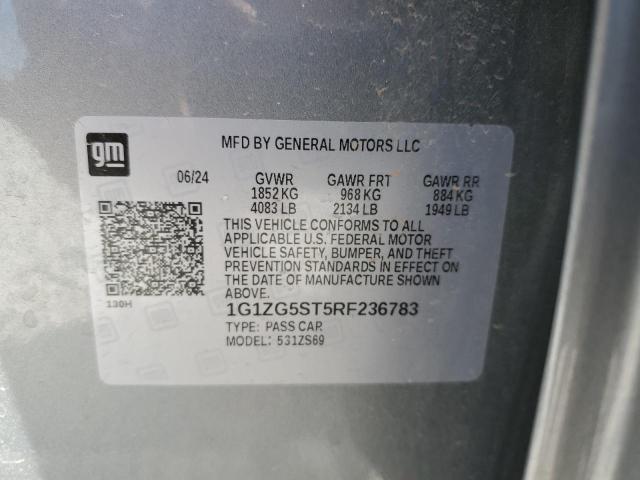 gm
MFD BY GENERAL MOTORS LLC
06/24 GVWR GAWR FRT GAWR RR
1852 KG 968 KG 884 KG
4083 LB 2134 LB 1949 LB
THIS VEHICLE CONFORMS TO ALL
APPLICABLE U.S. FEDERAL MOTOR
VEHICLE SAFETY, BUMPER, AND THEFT
PREVENTION STANDARDS IN EFFECT ON
THE DATE OF MANUFACTURE SHOWN
ABOVE.
130H
1G1ZG5ST5RF236783
TYPE: PASS CAR
MODEL: 531ZS69